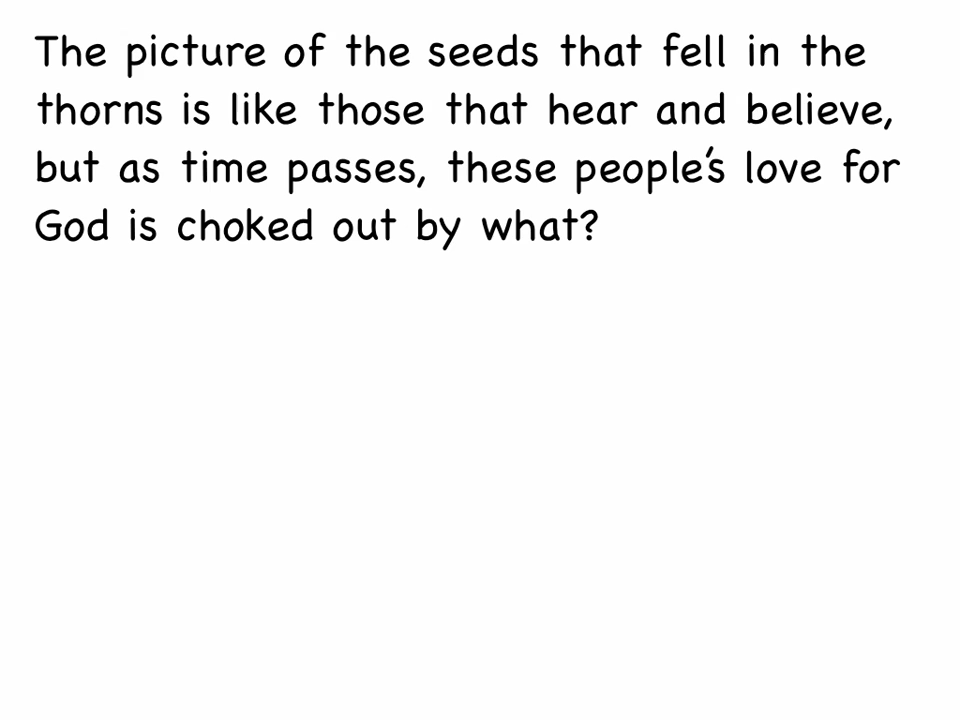 The picture of the seeds that fell in the
thorns is like those that hear and believe,
but as time passes, these people's love for
God is choked out by what?